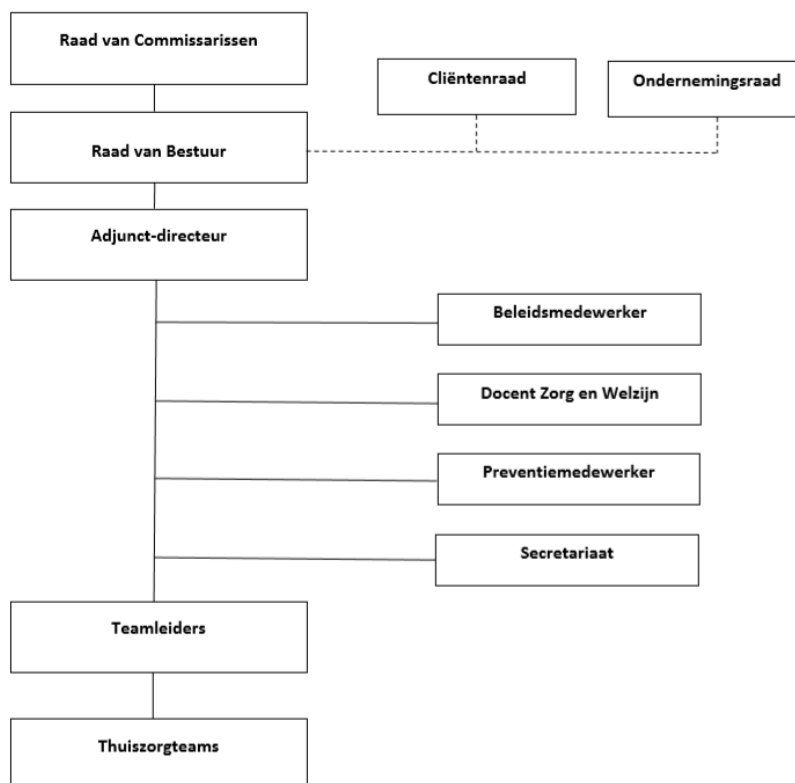 Raad van Commissarissen
Cliëntenraad
Ondernemingsraad
Raad van Bestuur
Adjunct-directeur
Beleidsmedewerker
Docent Zorg en Welzijn
Preventiemedewerker
Secretariaat
Teamleiders
Thuiszorgteams